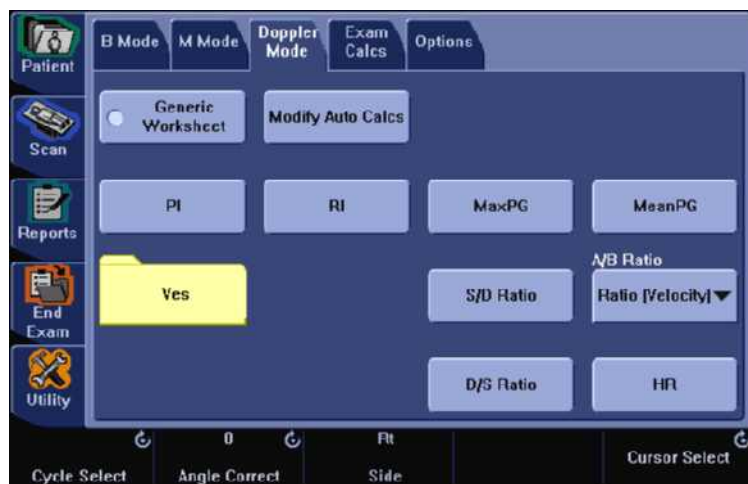 Patient
B Mode
M Mode
Doppler
Mode
Exam
Calcs
Options
Generic
Worksheet
Modify Auto Calcs
Scan
PI
RI
MaxPG
MeanPG
Reports
A/B Ratio
Ves
S/D Ratio
Ratio [Velocity]
End
Exam
D/S Ratio
HR
Utility
0
Rt
Cycle Select
Angle Correct
Side
Cursor Select